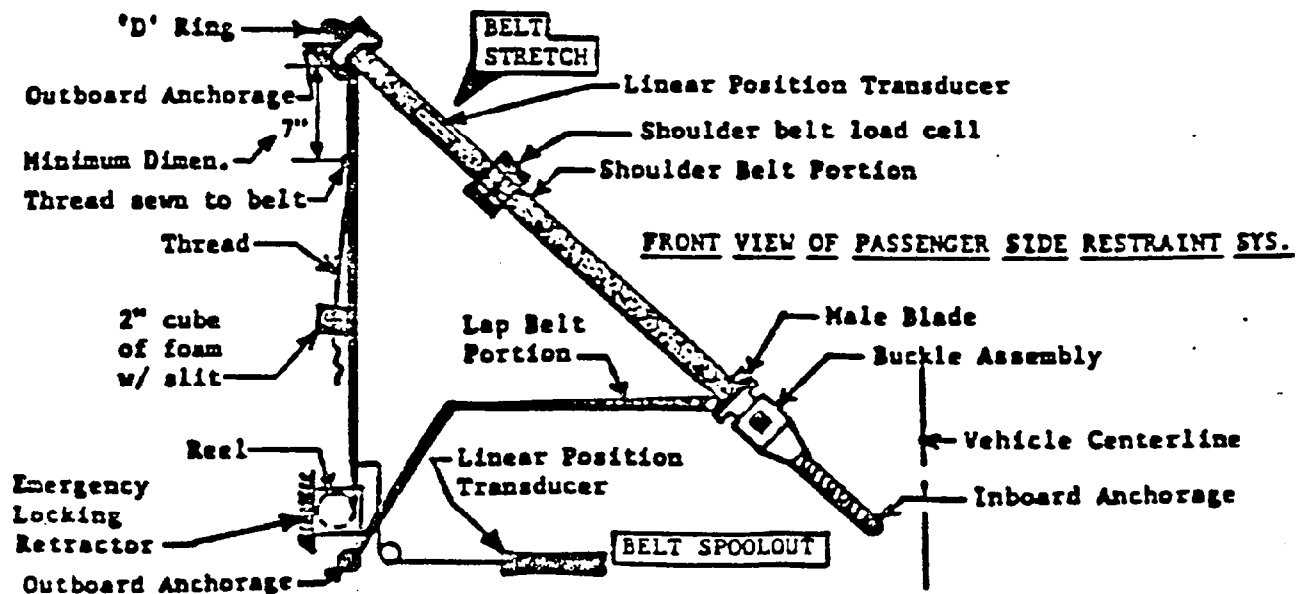 'D' Ring
BELT
STRETCH
Outboard Anchorage
7"
Minimum Dimen.
Thread sewn to belt
Thread
2" cube
of foam
w/ slit
Linear Position Transducer
Shoulder belt load cell
Shoulder Belt Portion
FRONT VIEW OF PASSENGER SIDE RESTRAINT SYS.
Lap Belt
Portion
Male Blade
Buckle Assembly
Vehicle Centerline
Inboard Anchorage
Reel
Emergency
Locking
Retractor
Outboard Anchorage
Linear Position
Transducer
BELT SPOOLOUT